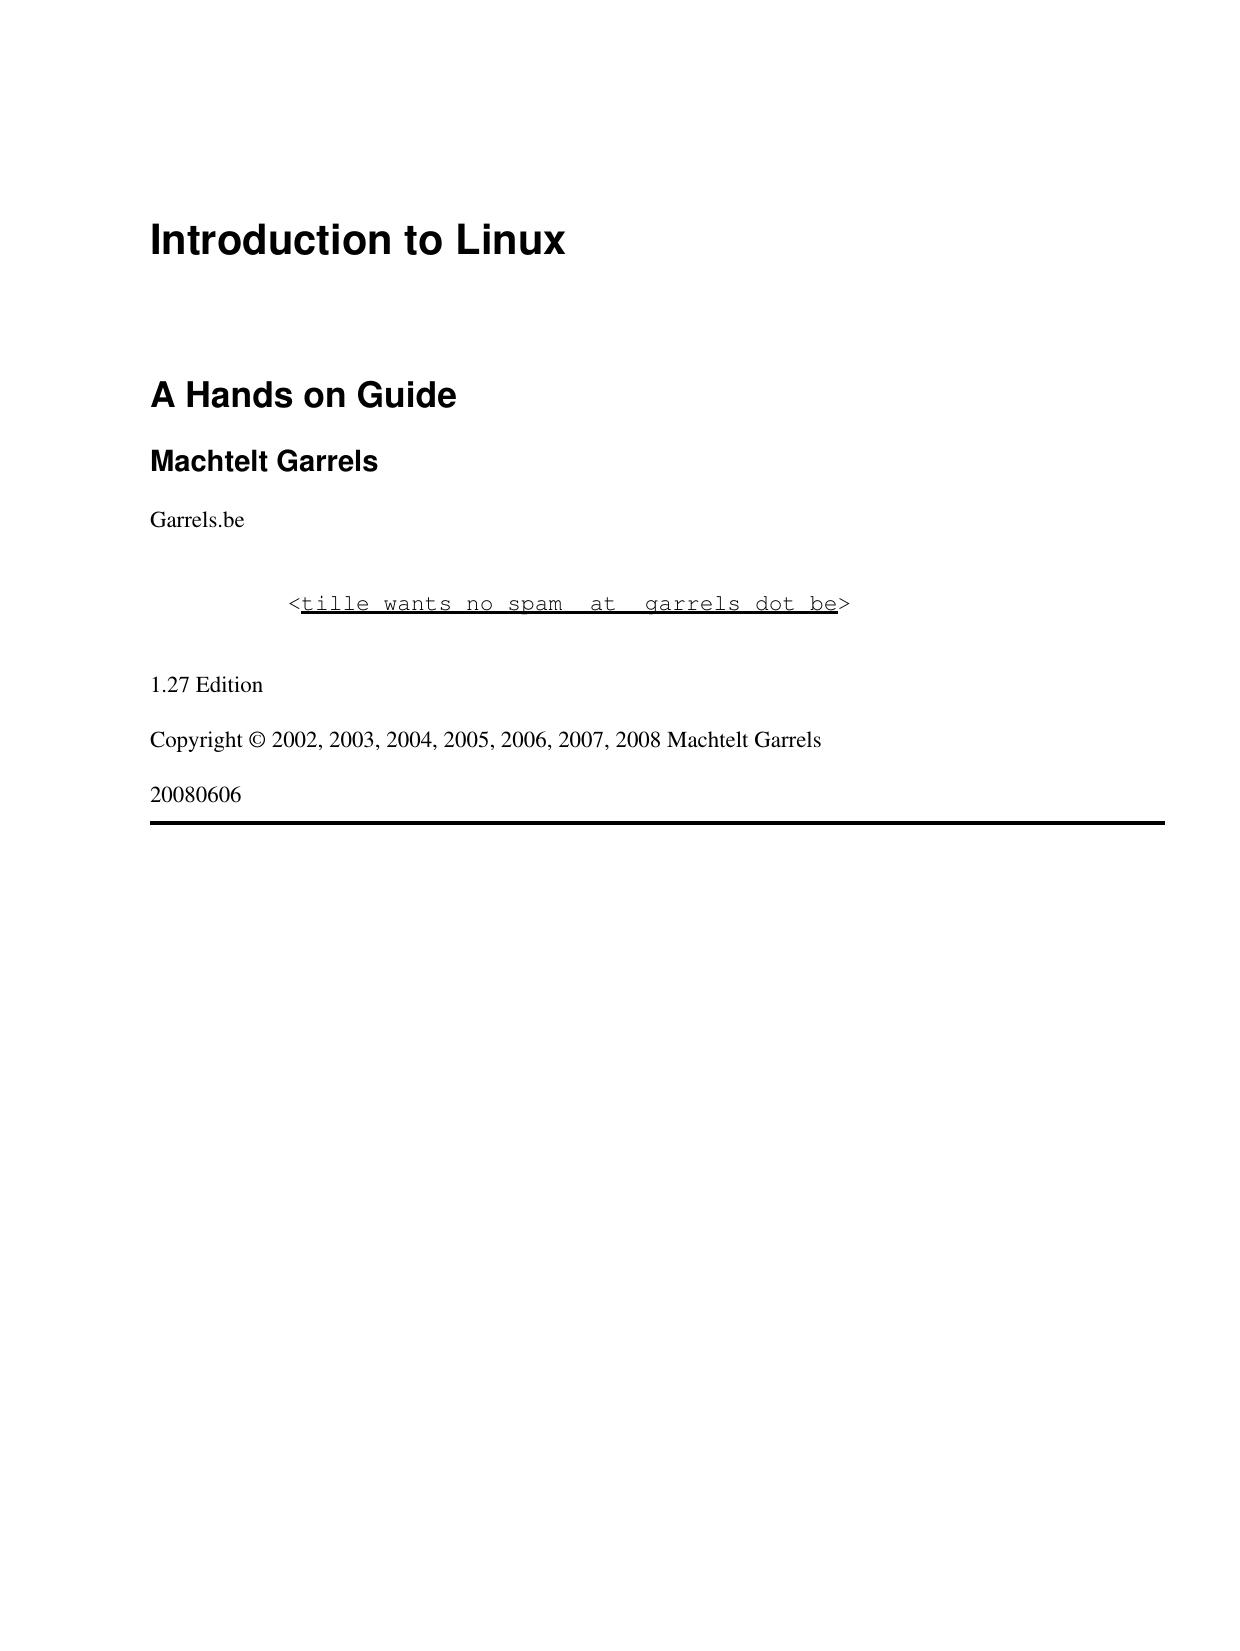 Introduction to Linux
A Hands on Guide
Machtelt Garrels
Garrels.be
<tille wants no spam _at_ garrels dot be>
1.27 Edition
Copyright © 2002, 2003, 2004, 2005, 2006, 2007, 2008 Machtelt Garrels
20080606